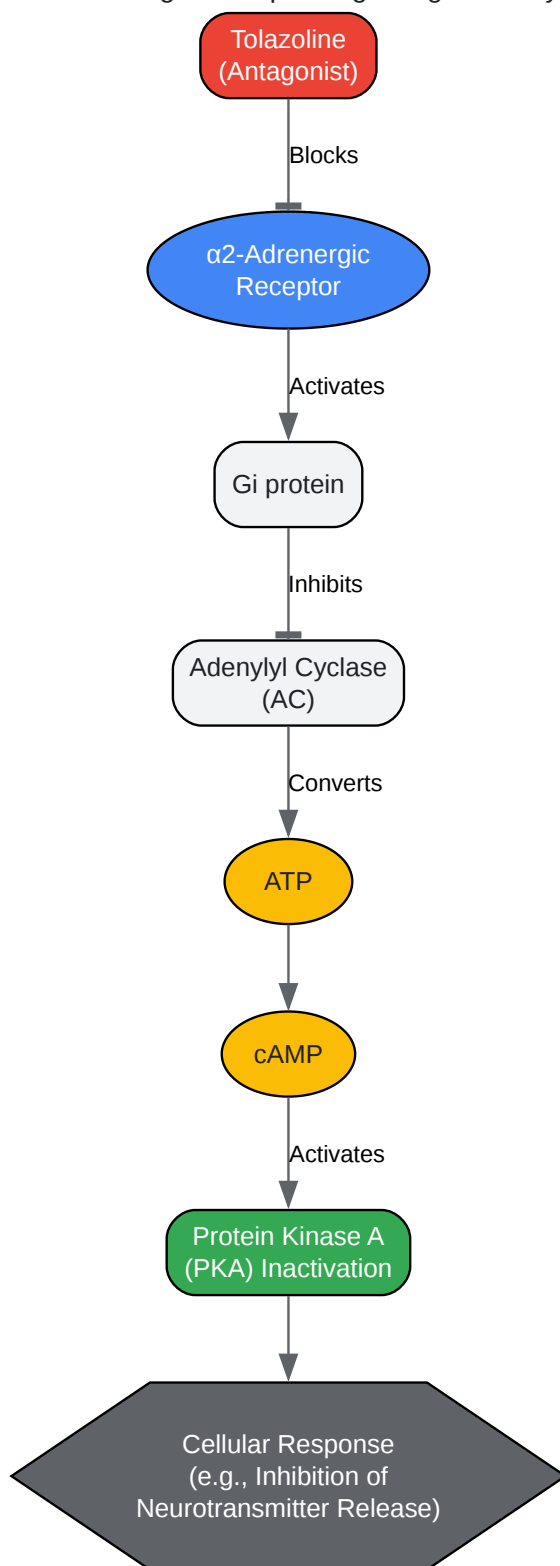 Tolazoline
(Antagonist)
Blocks
α2-Adrenergic
Receptor
Activates
Gi protein
Inhibits
Adenylyl Cyclase
(AC)
Converts
ATP
cAMP
Activates
Protein Kinase A
(PKA) Inactivation
Cellular Response
(e.g., Inhibition of
Neurotransmitter Release)